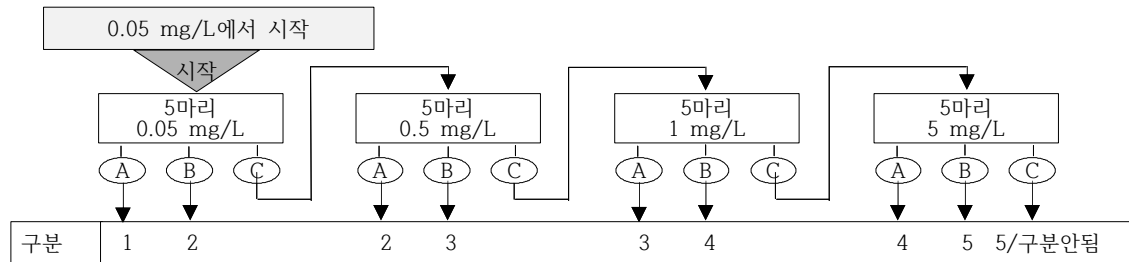 0.05 mg/L에서 시작
시작
5마리 5마리 5마리 5마리
0.05 mg/L 0.5 mg/L 1 mg/L 5 mg/L
A B C A B C A B C A B C
구분 1 2 2 3 3 4 4 5 5/구분안됨